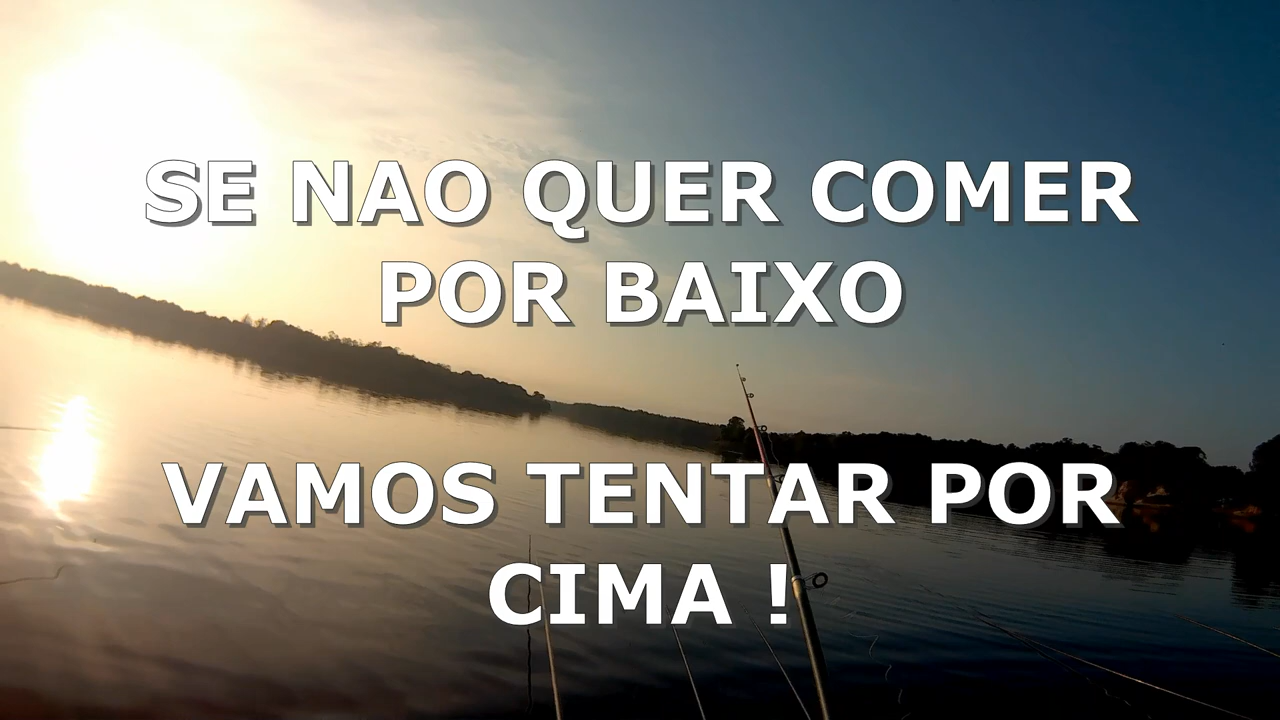 SE NAO QUER COMER
POR BAIXO
VAMOS TENTAR POR
CIMA !